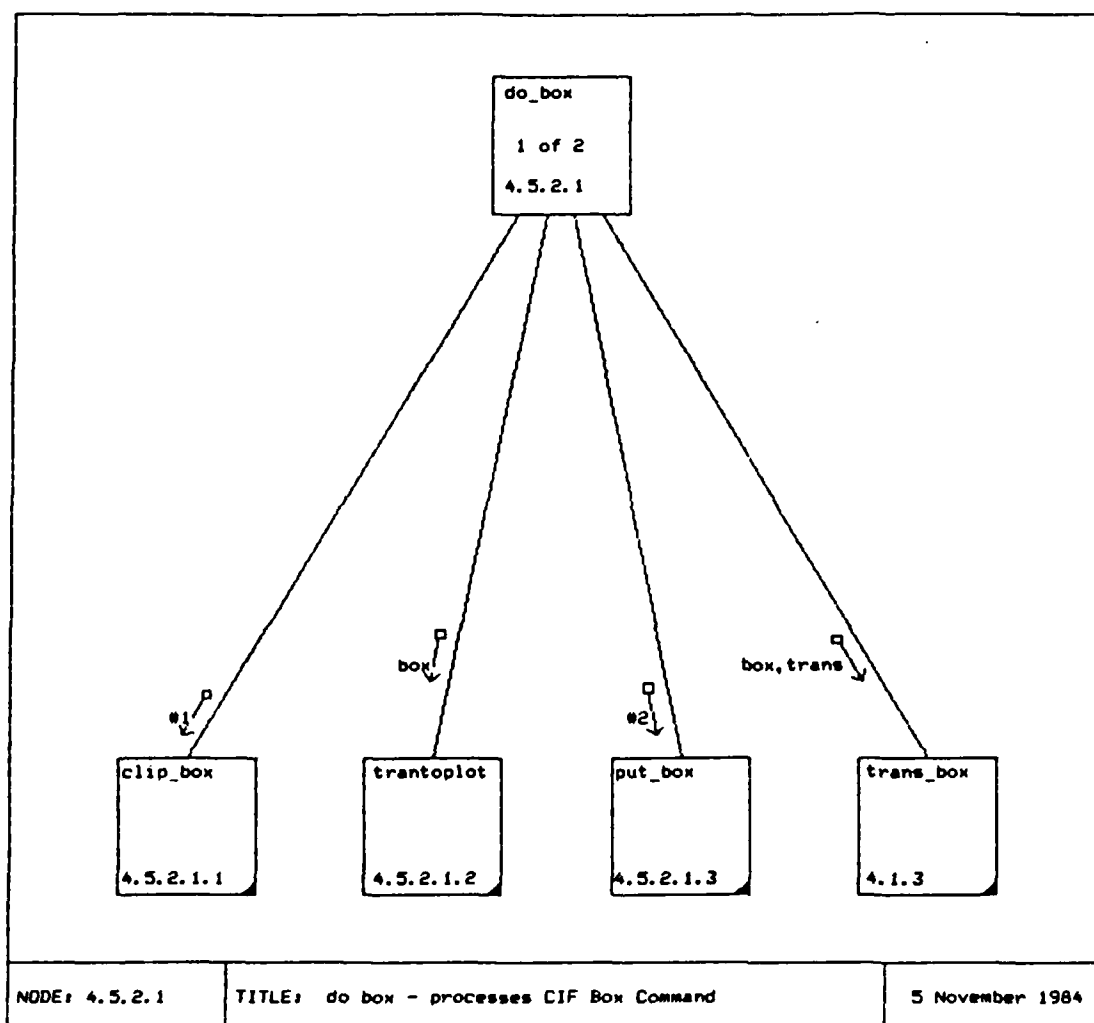 do_box
1 of 2
4.5.2.1
box
box,trans
#1
#2
clip_box
trantoplot
put_box
trans_box
4.5.2.1.1
4.5.2.1.2
4.5.2.1.3
4.1.3
NODE: 4.5.2.1
TITLE: do box - processes CIF Box Command
5 November 1984